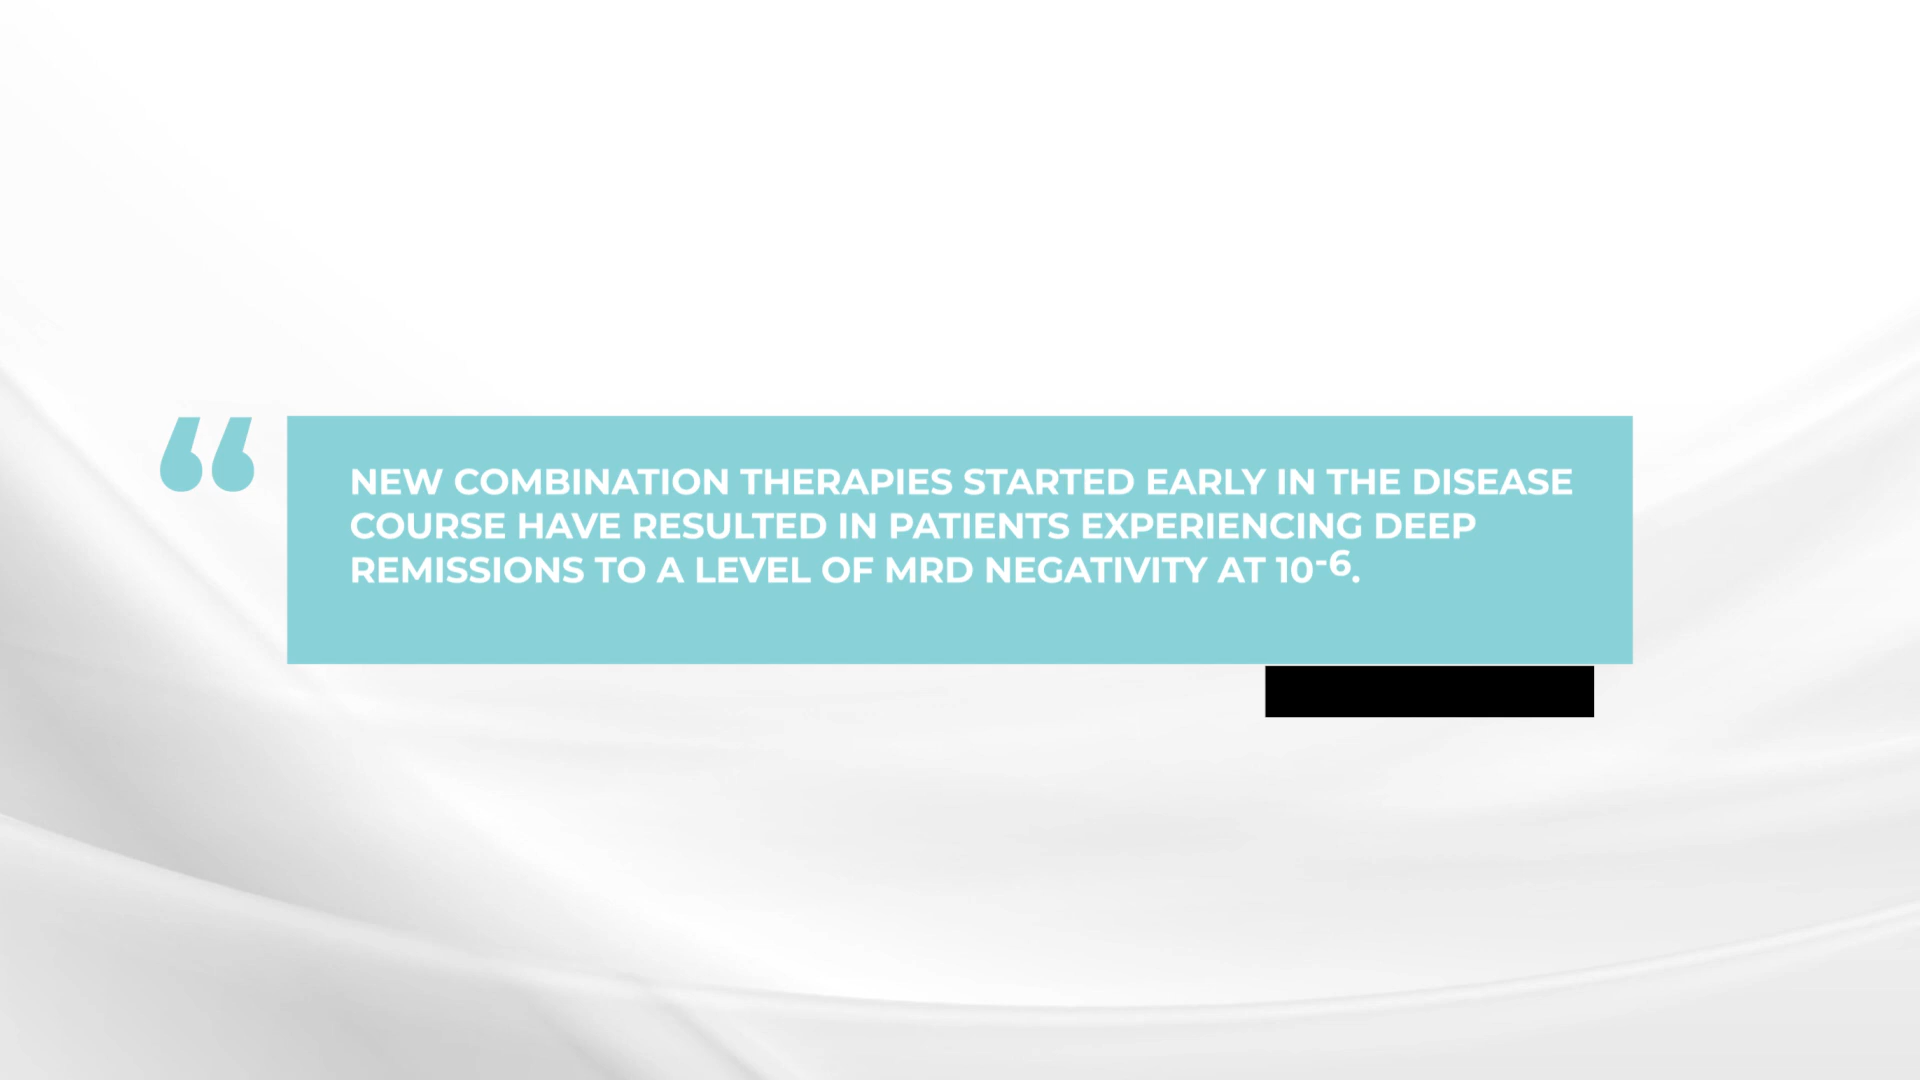 “
NEW COMBINATION THERAPIES STARTED EARLY IN THE DISEASE
COURSE HAVE RESULTED IN PATIENTS EXPERIENCING DEEP
REMISSIONS TO A LEVEL OF MRD NEGATIVITY AT 10⁻⁶.